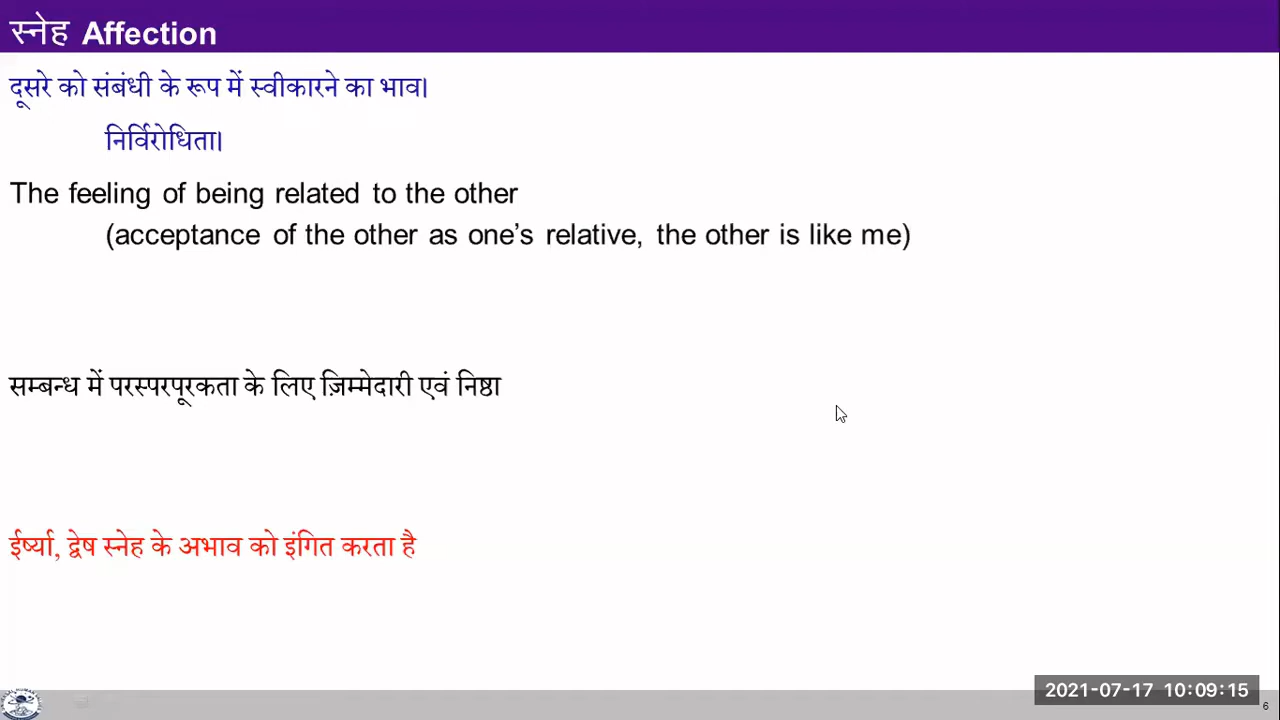 स्नेह Affection
दूसरे को संबंधी के रूप में स्वीकारने का भाव।
निर्विरोधिता।
The feeling of being related to the other
(acceptance of the other as one’s relative, the other is like me)
सम्बन्ध में परस्परपूरकता के लिए ज़िम्मेदारी एवं निष्ठा
ईर्ष्या, द्वेष स्नेह के अभाव को इंगित करता है
2021-07-17 10:09:15
6